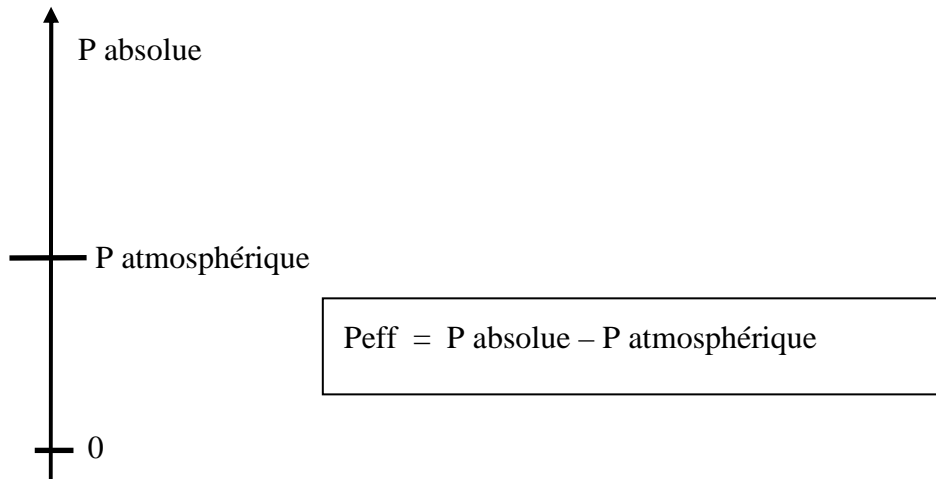 P absolue
P atmosphérique
Peff = P absolue – P atmosphérique
0